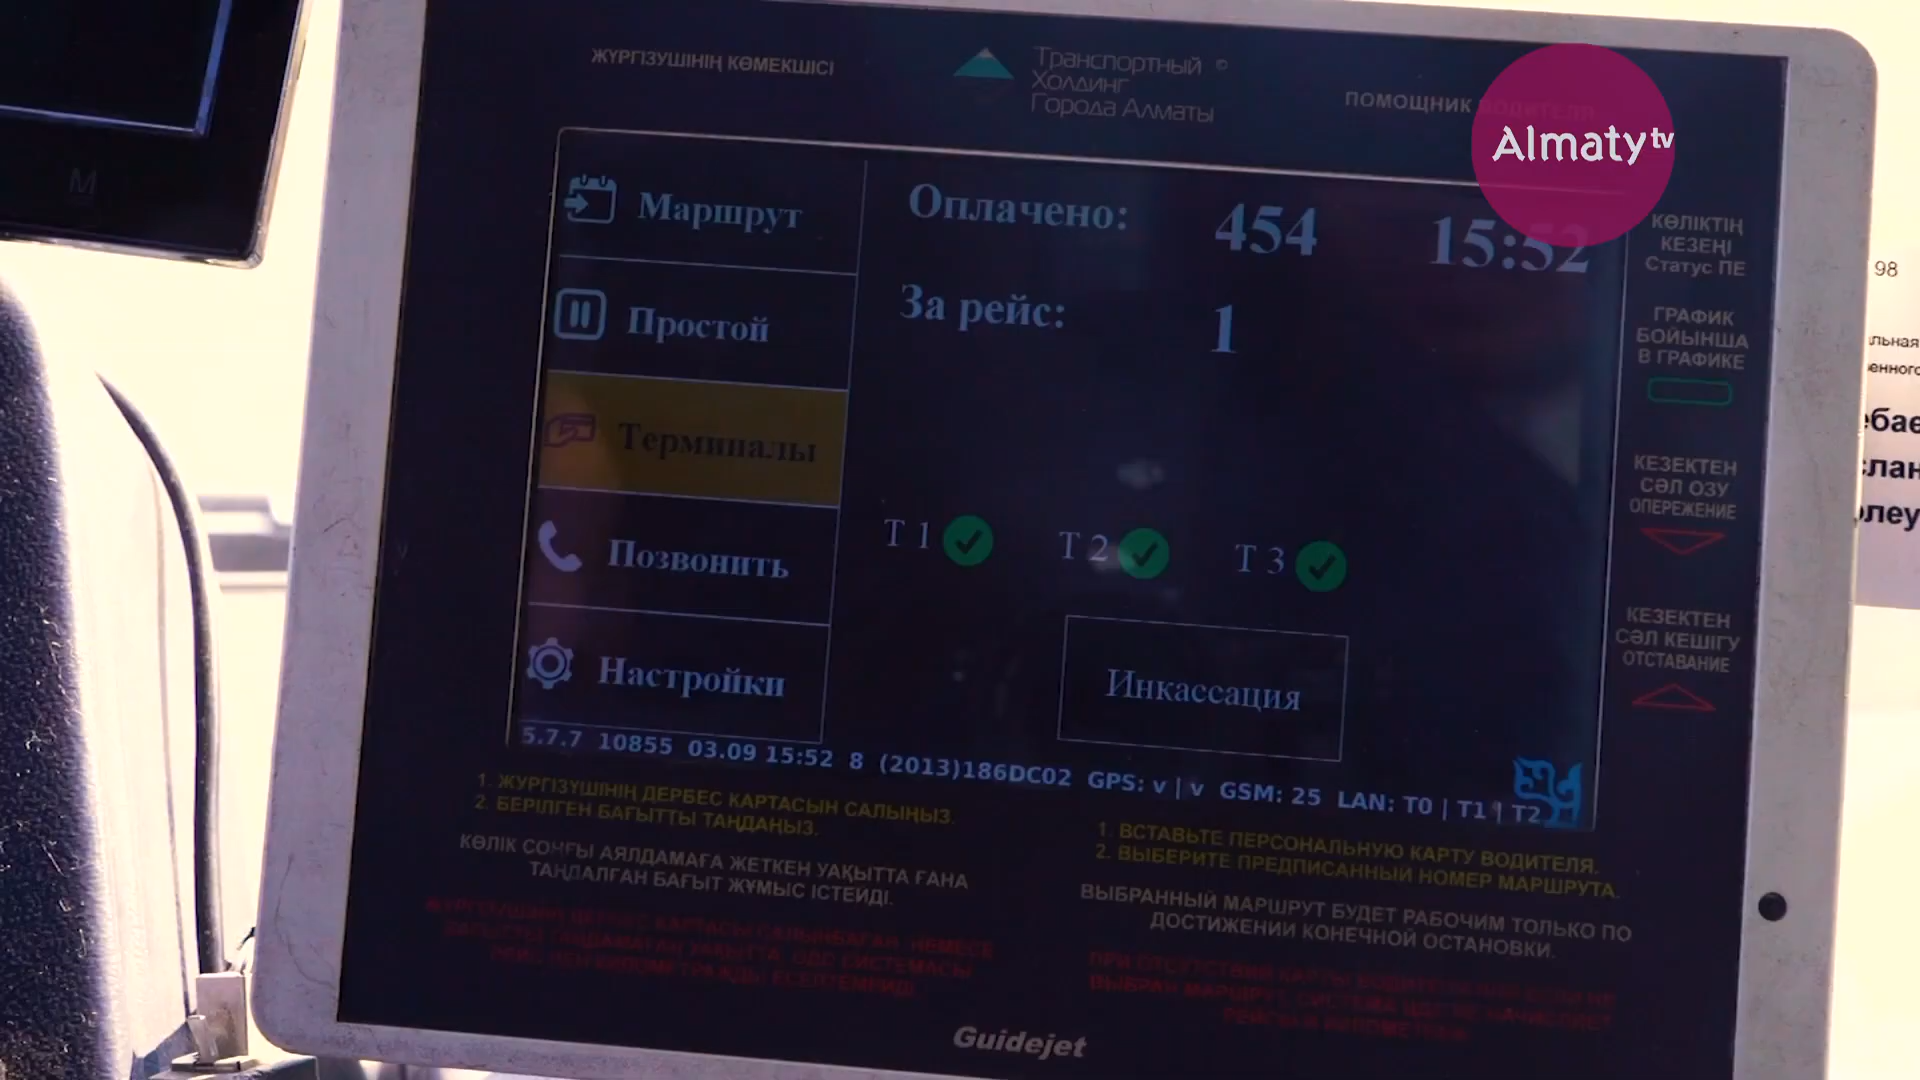 ЖҮРГІЗУШІНІҢ КӨМЕКШІСІ
Транспортный ©
Холдинг
Города Алматы
ПОМОЩНИК ВОДИТЕЛЯ
Almaty tv
M
Маршрут
Простой
Терминалы
Позвонить
Настройки
Оплачено: 454 15:52
За рейс: 1
T 1
T 2
T 3
Инкассация
5.7.7 10855 03.09 15:52 8 (2013)186DC02 GPS: v | v GSM: 25 LAN: T0 | T1 | T2
КӨЛІКТІҢ
КЕЗЕҢІ
Статус ПЕ
ГРАФИК
БОЙЫНША
В ГРАФИКЕ
КЕЗЕКТЕН
СӘЛ ОЗУ
ОПЕРЕЖЕНИЕ
КЕЗЕКТЕН
СӘЛ КЕШІГУ
ОТСТАВАНИЕ
1. ЖҮРГІЗҮШІНІҢ ДЕРБЕС КАРТАСЫН САЛЫҢЫЗ.
2. БЕРІЛГЕН БАҒЫТТЫ ТАҢДАҢЫЗ.
КӨЛІК СОҢҒЫ АЯЛДАМАҒА ЖЕТКЕН УАҚЫТТА ҒАНА
ТАҢДАЛҒАН БАҒЫТ ЖҰМЫС ІСТЕЙДІ.
1. ВСТАВЬТЕ ПЕРСОНАЛЬНУЮ КАРТУ ВОДИТЕЛЯ.
2. ВЫБЕРИТЕ ПРЕДПИСАННЫЙ НОМЕР МАРШРУТА.
ВЫБРАННЫЙ МАРШРУТ БУДЕТ РАБОЧИМ ТОЛЬКО ПО
ДОСТИЖЕНИИ КОНЕЧНОЙ ОСТАНОВКИ.
Guidejet
98